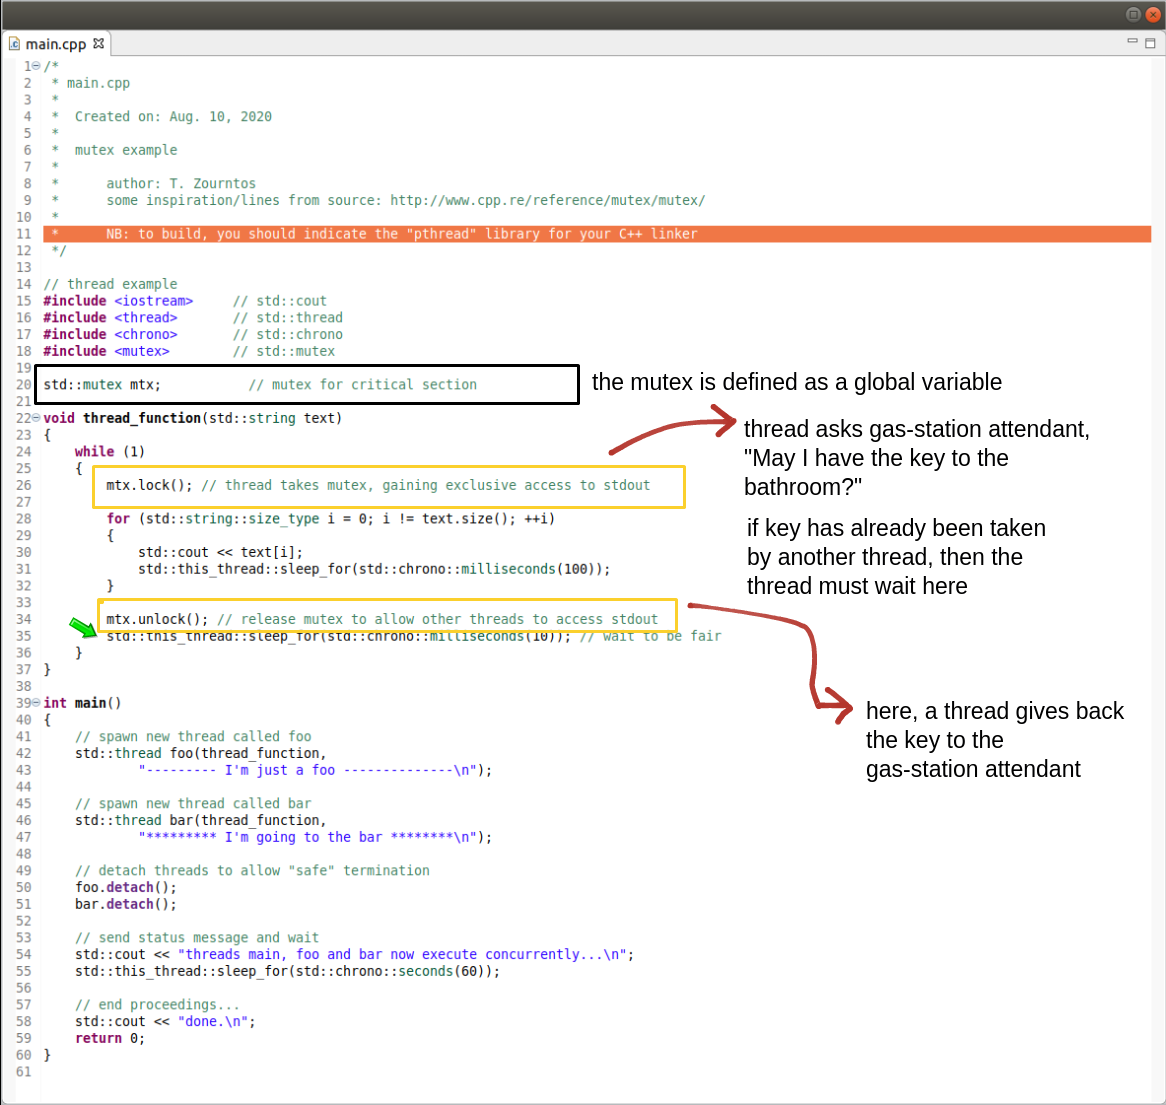 main.cpp
1 /*
2  * main.cpp
3  *
4  *  Created on: Aug. 10, 2020
5  *
6  *  mutex example
7  *
8  *      author: T. Zourntos
9  *      some inspiration/lines from source: http://www.cpp.re/reference/mutex/mutex/
10  *
11  *      NB: to build, you should indicate the "pthread" library for your C++ linker
12  */
13
14 // thread example
15 #include <iostream>     // std::cout
16 #include <thread>       // std::thread
17 #include <chrono>       // std::chrono
18 #include <mutex>        // std::mutex
19
20 std::mutex mtx;           // mutex for critical section
the mutex is defined as a global variable
21
22 void thread_function(std::string text)
23 {
24     while (1)
25     {
26         mtx.lock(); // thread takes mutex, gaining exclusive access to stdout
27
28         for (std::string::size_type i = 0; i != text.size(); ++i)
29         {
30             std::cout << text[i];
31             std::this_thread::sleep_for(std::chrono::milliseconds(100));
32         }
33
34         mtx.unlock(); // release mutex to allow other threads to access stdout
35         std::this_thread::sleep_for(std::chrono::milliseconds(10)); // wait to be fair
36     }
37 }
38
39 int main()
40 {
41     // spawn new thread called foo
42     std::thread foo(thread_function,
43             "--------- I'm just a foo --------------\n");
44
45     // spawn new thread called bar
46     std::thread bar(thread_function,
47             "********* I'm going to the bar ********\n");
48
49     // detach threads to allow "safe" termination
50     foo.detach();
51     bar.detach();
52
53     // send status message and wait
54     std::cout << "threads main, foo and bar now execute concurrently...\n";
55     std::this_thread::sleep_for(std::chrono::seconds(60));
56
57     // end proceedings...
58     std::cout << "done.\n";
59     return 0;
60 }
61
thread asks gas-station attendant,
"May I have the key to the
bathroom?"
if key has already been taken
by another thread, then the
thread must wait here
here, a thread gives back
the key to the
gas-station attendant